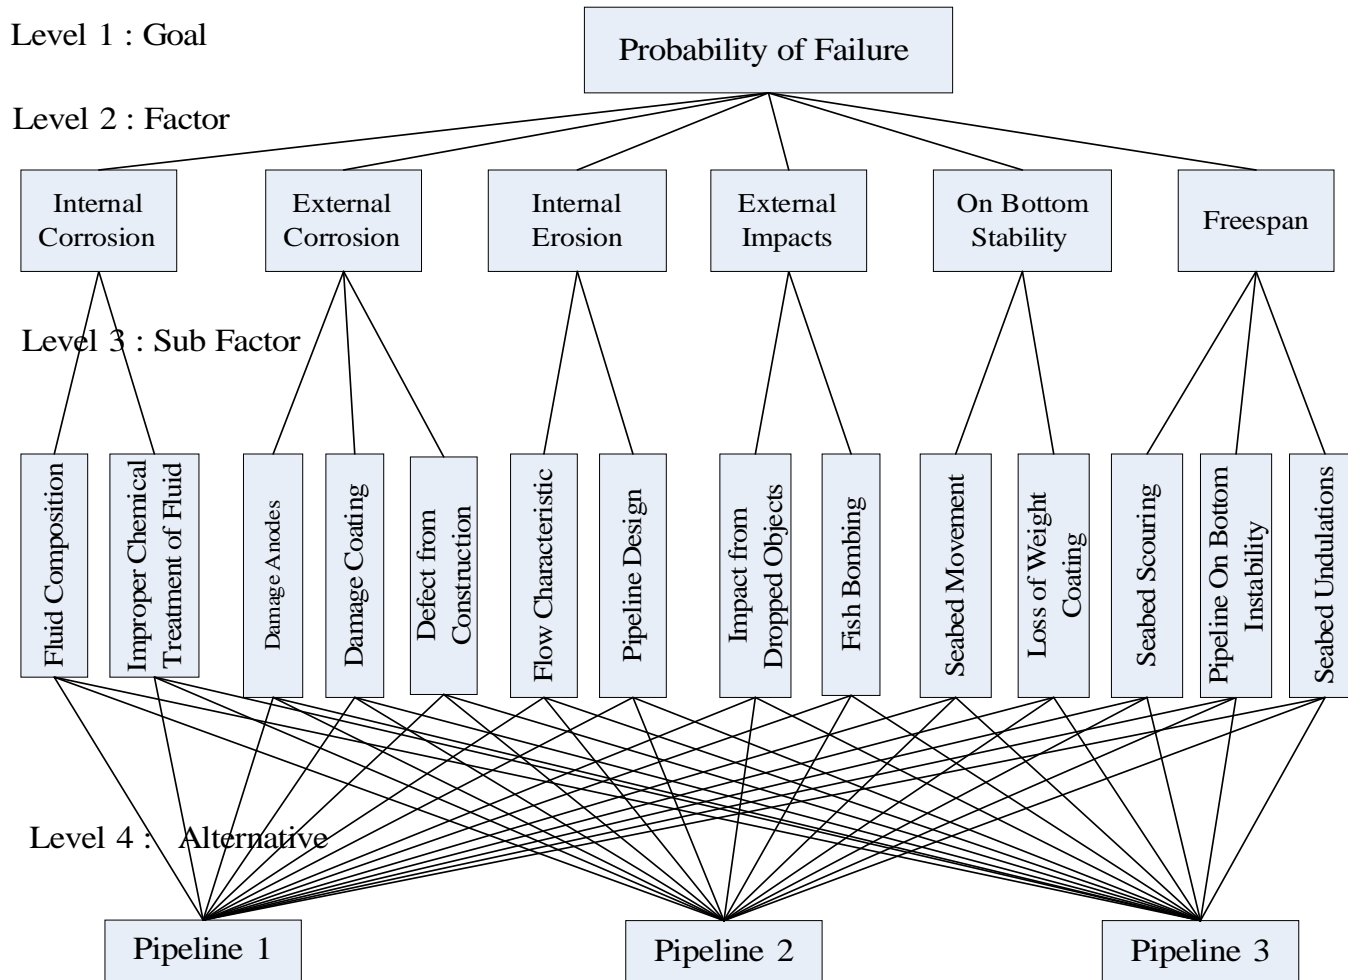 Level 1 : Goal
Probability of Failure
Level 2 : Factor
Internal
Corrosion
External
Corrosion
Internal
Erosion
External
Impacts
On Bottom
Stability
Freespan
Level 3 : Sub Factor
Fluid Composition
Improper Chemical
Treatment of Fluid
Damage Anodes
Damage Coating
Defect from
Construction
Flow Characteristic
Pipeline Design
Impact from
Dropped Objects
Fish Bombing
Seabed Movement
Loss of Weight
Coating
Seabed Scouring
Pipeline On Bottom
Instability
Seabed Undulations
Level 4 : Alternative
Pipeline 1
Pipeline 2
Pipeline 3